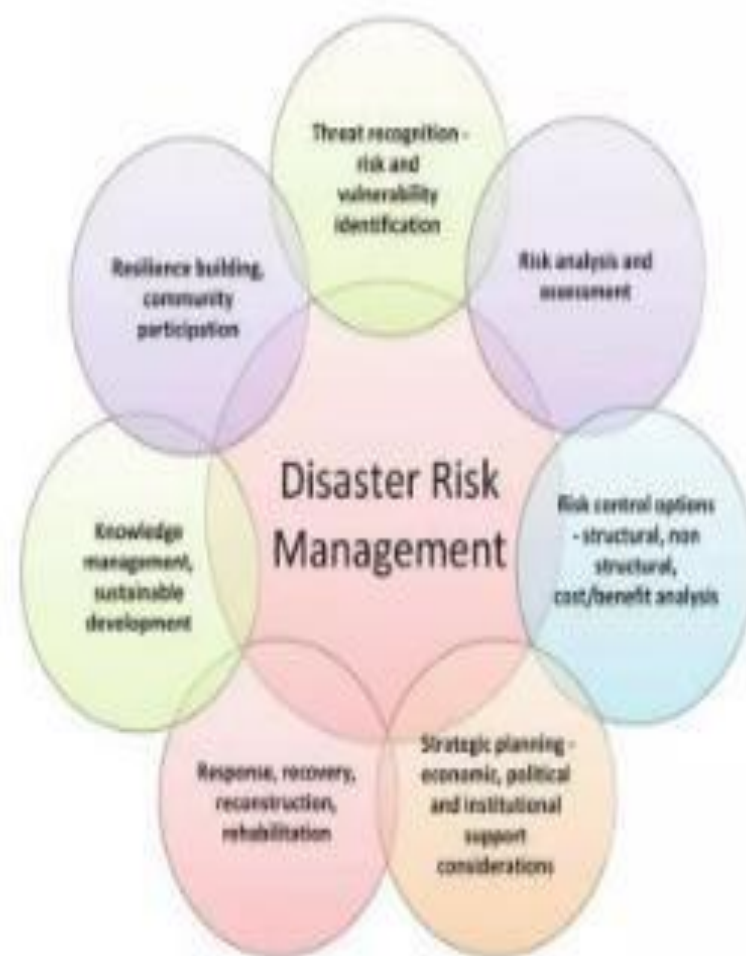 Threat recognition -
risk and
vulnerability
identification
Risk analysis and
assessment
Risk control options
- structural, non
structural,
cost/benefit analysis
Strategic planning -
economic, political
and institutional
support
considerations
Response, recovery,
reconstruction,
rehabilitation
Knowledge
management,
sustainable
development
Resilience building,
community
participation
Disaster Risk
Management